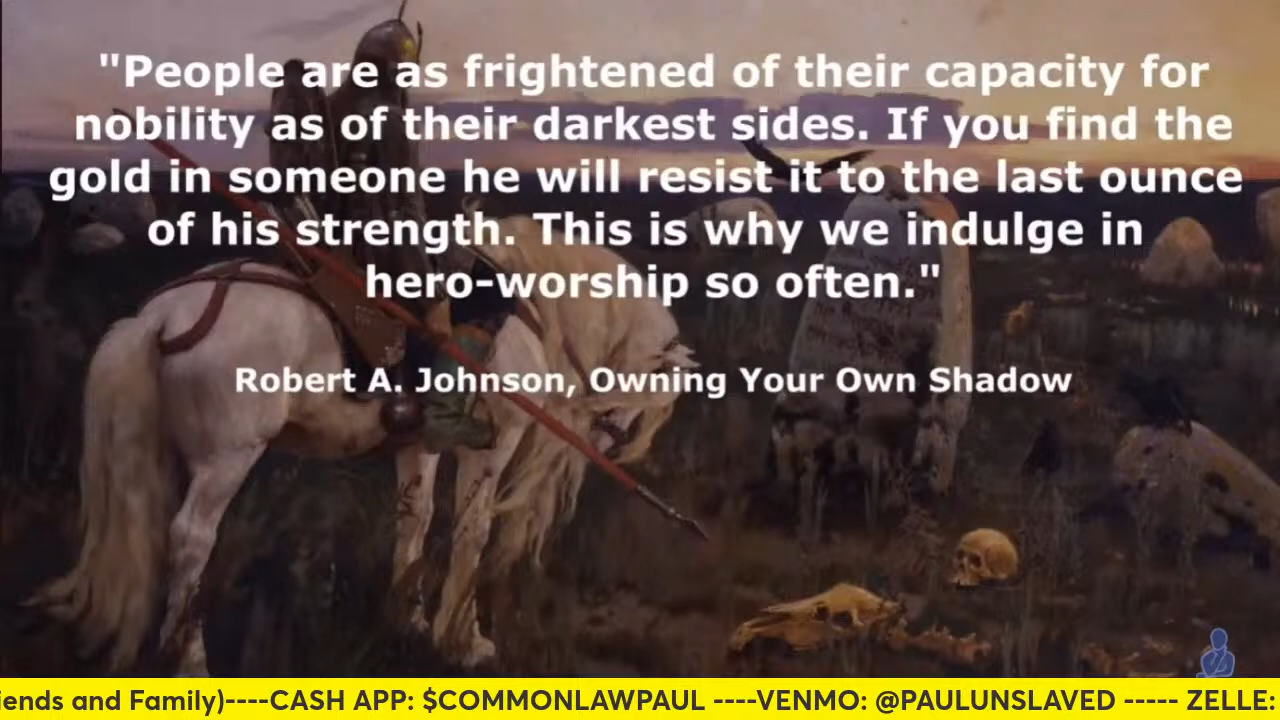 "People are as frightened of their capacity for
nobility as of their darkest sides. If you find the
gold in someone he will resist it to the last ounce
of his strength. This is why we indulge in
hero-worship so often."
Robert A. Johnson, Owning Your Own Shadow
iends and Family)----CASH APP: $COMMONLAWPAUL ----VENMO: @PAULUNSLAVED ----- ZELLE: